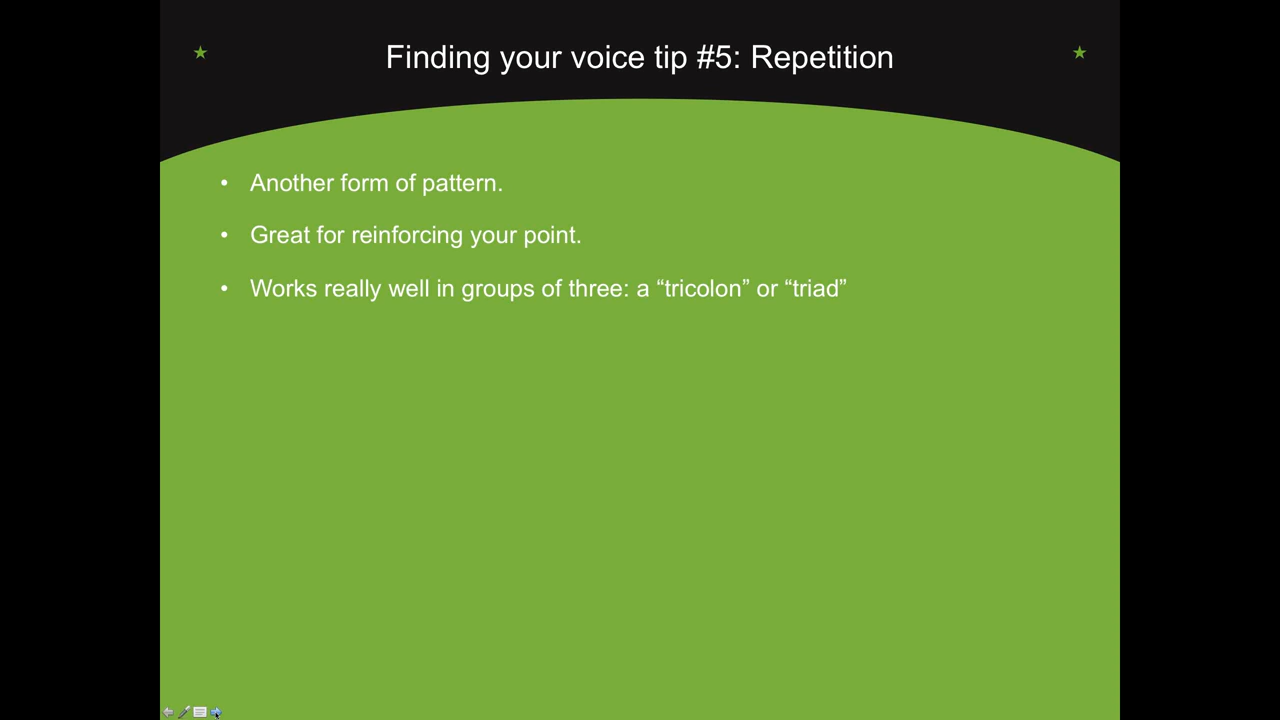 Finding your voice tip #5: Repetition
• Another form of pattern.
• Great for reinforcing your point.
• Works really well in groups of three: a “tricolon” or “triad”